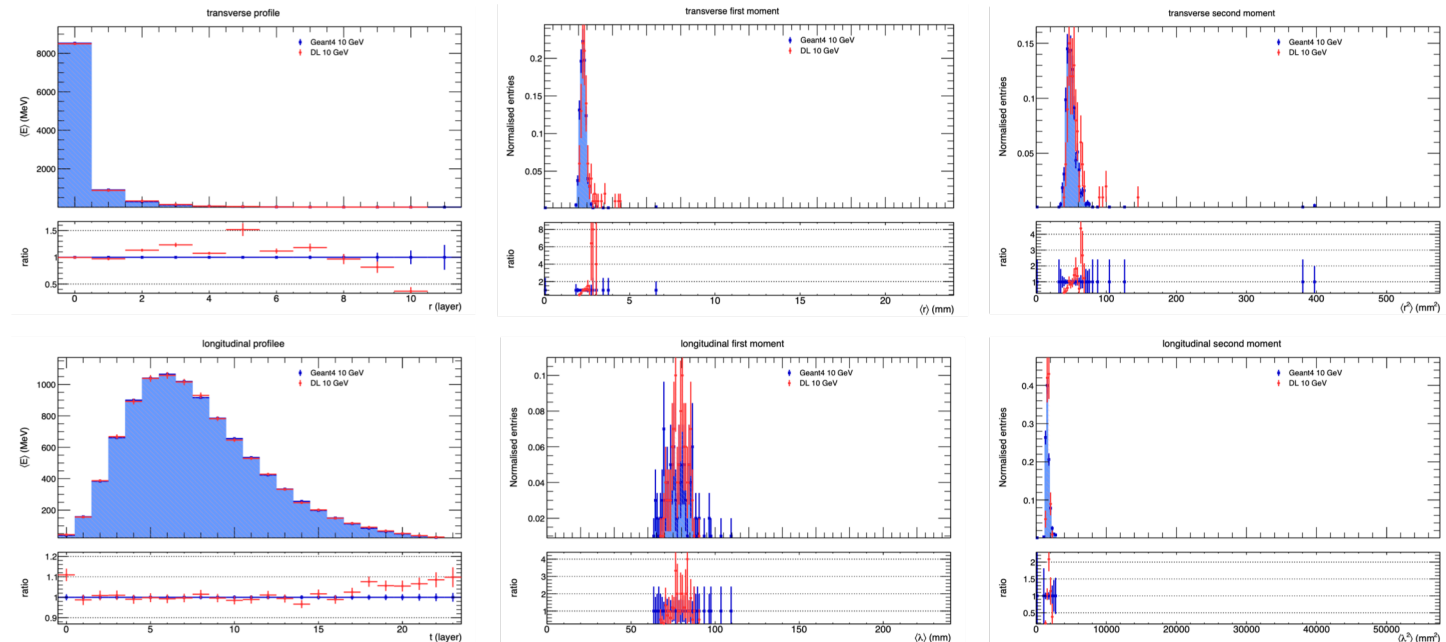 transverse profile
⟨E⟩ (MeV)
8000
6000
4000
2000
Geant4 10 GeV
DL 10 GeV
ratio
1.5
1
0.5
0 2 4 6 8 10
r (layer)
transverse first moment
Normalised entries
0.2
0.15
0.1
0.05
Geant4 10 GeV
DL 10 GeV
ratio
8
6
4
2
0 5 10 15 20
⟨r⟩ (mm)
transverse second moment
Normalised entries
0.15
0.1
0.05
Geant4 10 GeV
DL 10 GeV
ratio
4
3
2
1
0 100 200 300 400 500
⟨r²⟩ (mm²)
longitudinal profilee
⟨E⟩ (MeV)
1000
800
600
400
200
Geant4 10 GeV
DL 10 GeV
ratio
1.2
1.1
1
0.9
0 5 10 15 20
t (layer)
longitudinal first moment
Normalised entries
0.1
0.08
0.06
0.04
0.02
Geant4 10 GeV
DL 10 GeV
ratio
4
3
2
1
0 50 100 150 200
⟨λ⟩ (mm)
longitudinal second moment
Normalised entries
0.4
0.3
0.2
0.1
Geant4 10 GeV
DL 10 GeV
ratio
2
1.5
1
0.5
0 10000 20000 30000 40000 50000
⟨λ²⟩ (mm²)